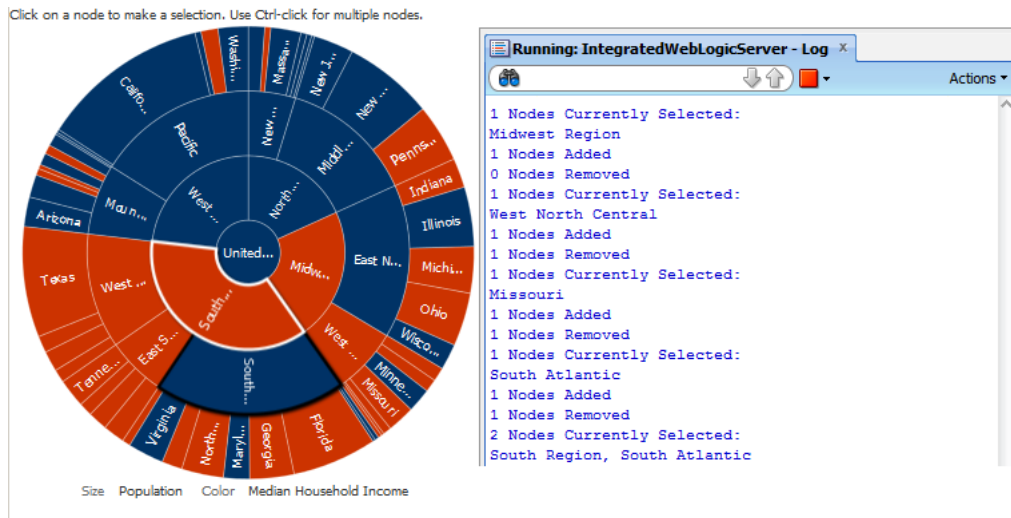 Click on a node to make a selection. Use Ctrl-click for multiple nodes.
Washi...
Massa...
New J...
New ...
Califo...
Pacific
New ...
Middl...
Penns...
Indiana
Illinois
Moun...
West ...
North...
East N...
Arizona
United...
Midw...
Michi...
Texas
West ...
South...
Ohio
West ...
Wisco...
East S...
Minne...
Tenne...
South...
Missouri
Virginia
North...
Maryl...
Georgia
Florida
Size Population Color Median Household Income
Running: IntegratedWebLogicServer - Log x
Actions
1 Nodes Currently Selected:
Midwest Region
1 Nodes Added
0 Nodes Removed
1 Nodes Currently Selected:
West North Central
1 Nodes Added
1 Nodes Removed
1 Nodes Currently Selected:
Missouri
1 Nodes Added
1 Nodes Removed
1 Nodes Currently Selected:
South Atlantic
1 Nodes Added
1 Nodes Removed
2 Nodes Currently Selected:
South Region, South Atlantic